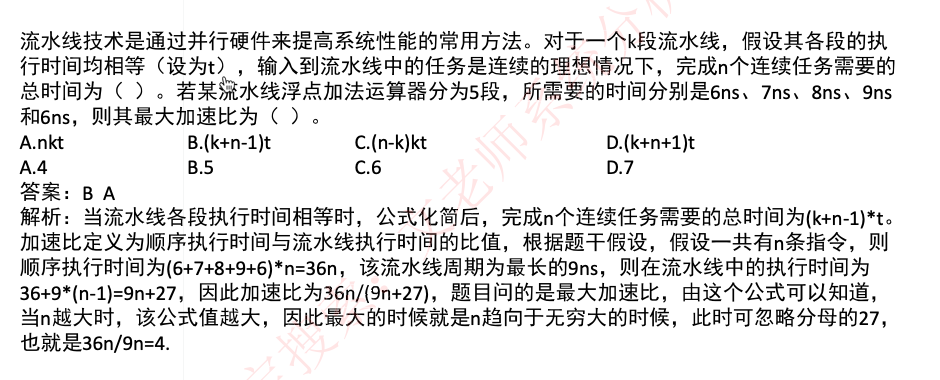 流水线技术是通过并行硬件来提高系统性能的常用方法。对于一个k段流水线，假设其各段的执
行时间均相等（设为t），输入到流水线中的任务是连续的理想情况下，完成n个连续任务需要的
总时间为（ ）。若某流水线浮点加法运算器分为5段，所需要的时间分别是6ns、7ns、8ns、9ns
和6ns，则其最大加速比为（ ）。
A.nkt B.(k+n-1)t C.(n-k)kt D.(k+n+1)t
A.4 B.5 C.6 D.7
答案：B A
解析：当流水线各段执行时间相等时，公式化简后，完成n个连续任务需要的总时间为(k+n-1)*t。
加速比定义为顺序执行时间与流水线执行时间的比值，根据题干假设，假设一共有n条指令，则
顺序执行时间为(6+7+8+9+6)*n=36n，该流水线周期为最长的9ns，则在流水线中的执行时间为
36+9*(n-1)=9n+27，因此加速比为36n/(9n+27)，题目问的是最大加速比，由这个公式可以知道，
当n越大时，该公式值越大，因此最大的时候就是n趋向于无穷大的时候，此时可忽略分母的27，
也就是36n/9n=4.